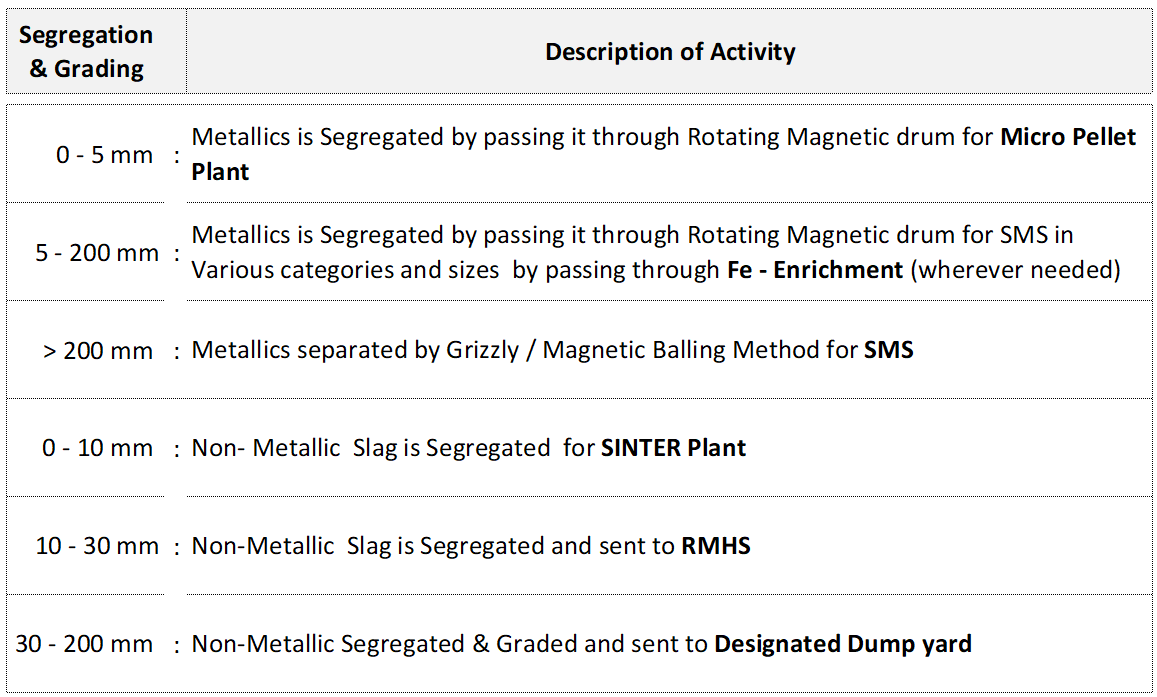 Segregation
& Grading
Description of Activity
0 - 5 mm : Metallics is Segregated by passing it through Rotating Magnetic drum for Micro Pellet
Plant
5 - 200 mm : Metallics is Segregated by passing it through Rotating Magnetic drum for SMS in
Various categories and sizes by passing through Fe - Enrichment (wherever needed)
> 200 mm : Metallics separated by Grizzly / Magnetic Balling Method for SMS
0 - 10 mm : Non- Metallic Slag is Segregated for SINTER Plant
10 - 30 mm : Non-Metallic Slag is Segregated and sent to RMHS
30 - 200 mm : Non-Metallic Segregated & Graded and sent to Designated Dump yard